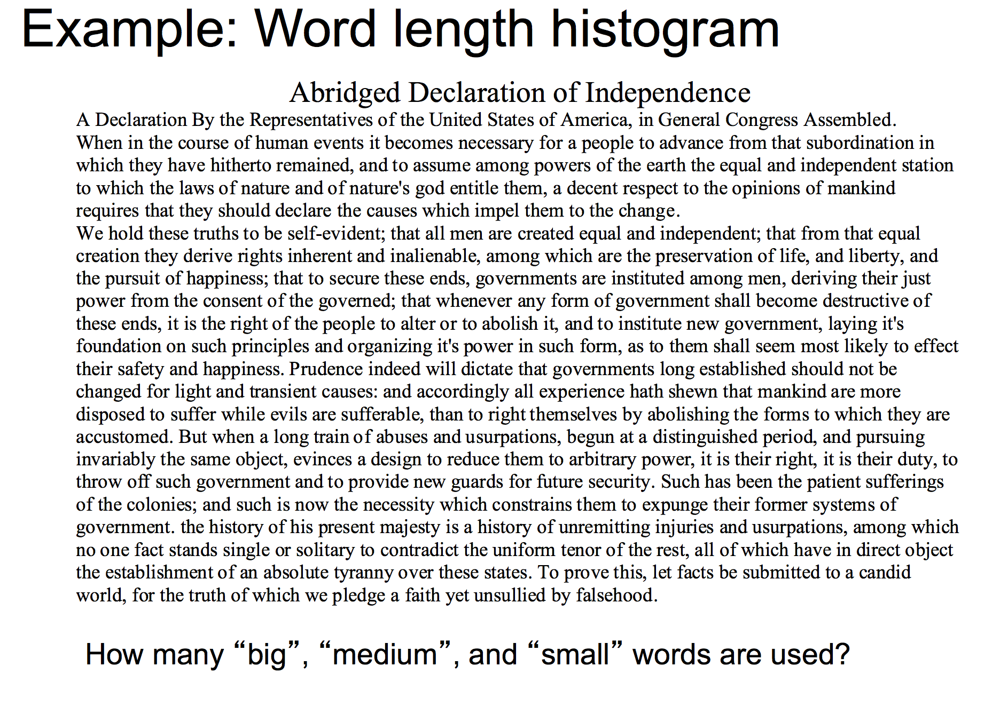 Example: Word length histogram
Abridged Declaration of Independence
A Declaration By the Representatives of the United States of America, in General Congress Assembled.
When in the course of human events it becomes necessary for a people to advance from that subordination in
which they have hitherto remained, and to assume among powers of the earth the equal and independent station
to which the laws of nature and of nature's god entitle them, a decent respect to the opinions of mankind
requires that they should declare the causes which impel them to the change.
We hold these truths to be self-evident; that all men are created equal and independent; that from that equal
creation they derive rights inherent and inalienable, among which are the preservation of life, and liberty, and
the pursuit of happiness; that to secure these ends, governments are instituted among men, deriving their just
power from the consent of the governed; that whenever any form of government shall become destructive of
these ends, it is the right of the people to alter or to abolish it, and to institute new government, laying it's
foundation on such principles and organizing it's power in such form, as to them shall seem most likely to effect
their safety and happiness. Prudence indeed will dictate that governments long established should not be
changed for light and transient causes: and accordingly all experience hath shewn that mankind are more
disposed to suffer while evils are sufferable, than to right themselves by abolishing the forms to which they are
accustomed. But when a long train of abuses and usurpations, begun at a distinguished period, and pursuing
invariably the same object, evinces a design to reduce them to arbitrary power, it is their right, it is their duty, to
throw off such government and to provide new guards for future security. Such has been the patient sufferings
of the colonies; and such is now the necessity which constrains them to expunge their former systems of
government. the history of his present majesty is a history of unremitting injuries and usurpations, among which
no one fact stands single or solitary to contradict the uniform tenor of the rest, all of which have in direct object
the establishment of an absolute tyranny over these states. To prove this, let facts be submitted to a candid
world, for the truth of which we pledge a faith yet unsullied by falsehood.
How many “big”, “medium”, and “small” words are used?